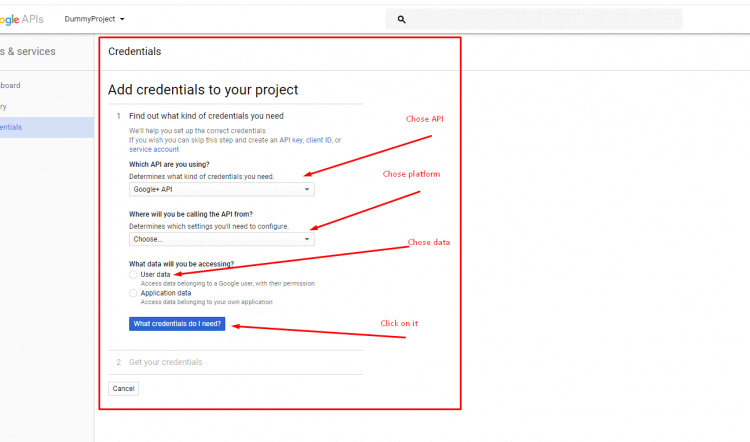 ogle APIs DummyProject
s & services
board
ry
entials
Credentials
Add credentials to your project
1 Find out what kind of credentials you need
We'll help you set up the correct credentials
If you wish you can skip this step and create an API key, client ID, or
service account
Which API are you using?
Determines what kind of credentials you need.
Google+ API
Where will you be calling the API from?
Determines which settings you'll need to configure.
Choose...
What data will you be accessing?
User data
Access data belonging to a Google user, with their permission
Application data
Access data belonging to your own application
What credentials do I need?
2 Get your credentials
Cancel
Chose API
Chose platform
Chose data
Click on it